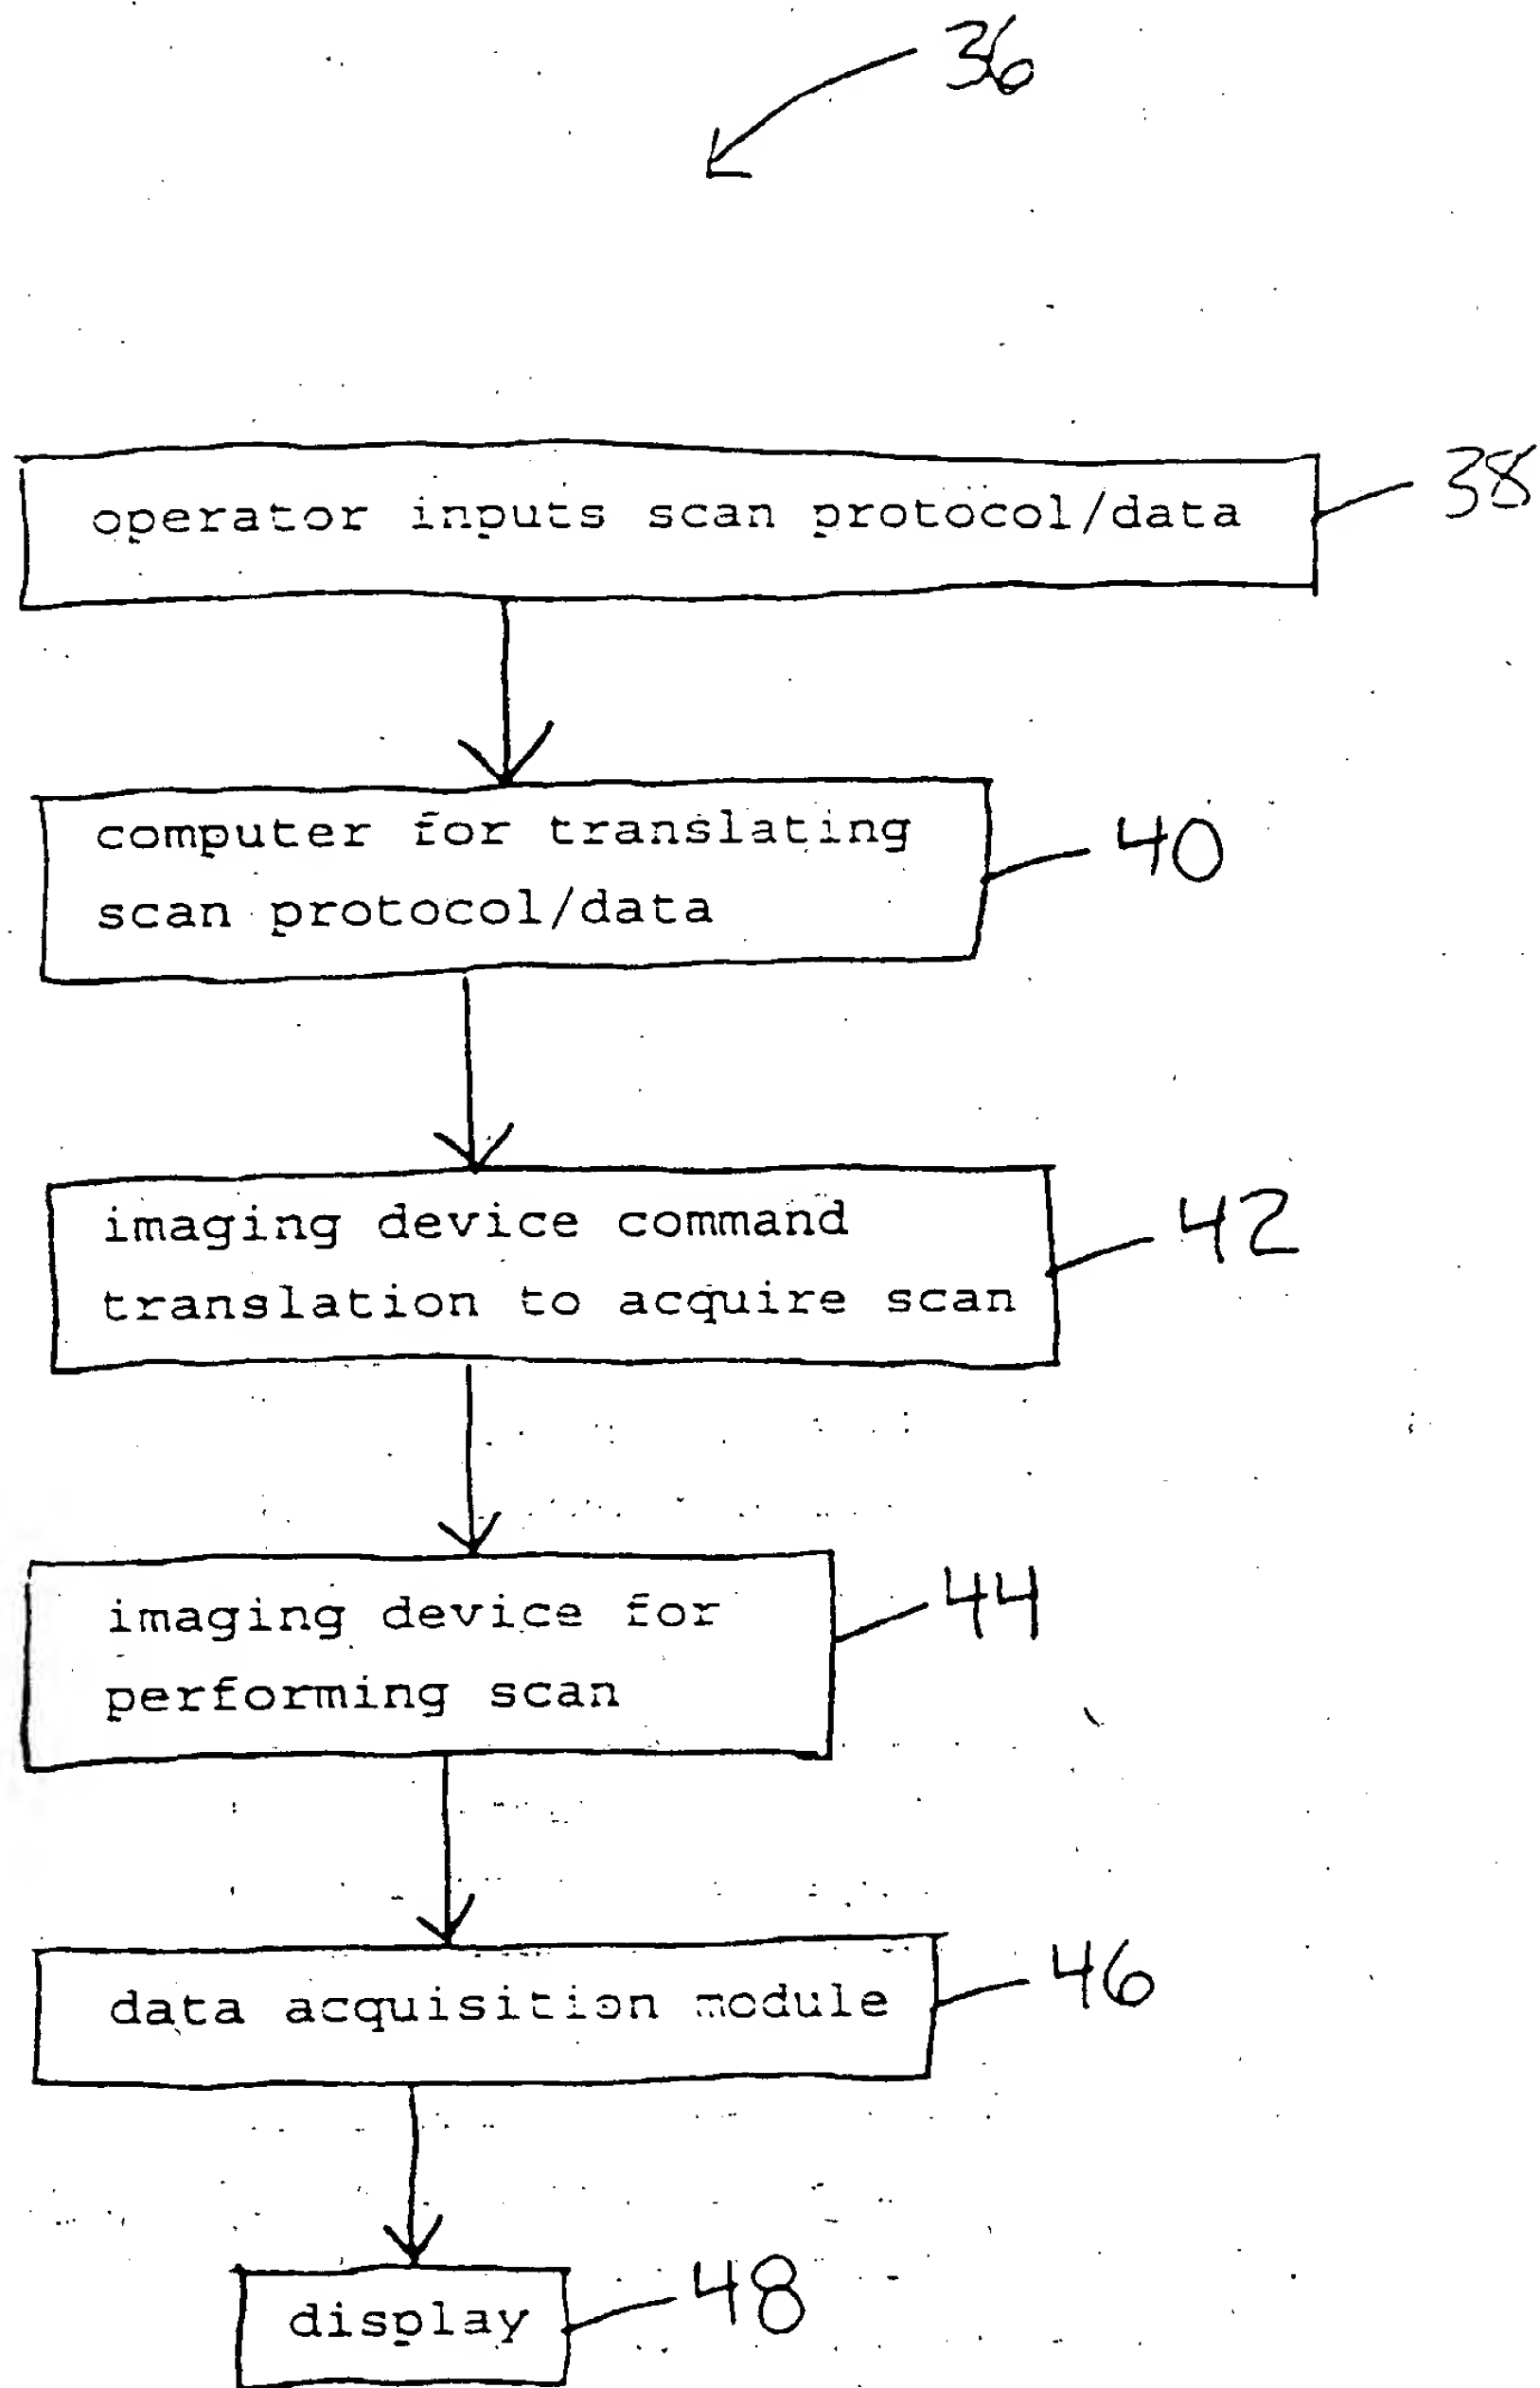 36
operator inputs scan protocol/data
38
computer for translating
scan protocol/data
40
imaging device command
translation to acquire scan
42
imaging device for
performing scan
44
data acquisition module
46
display
48